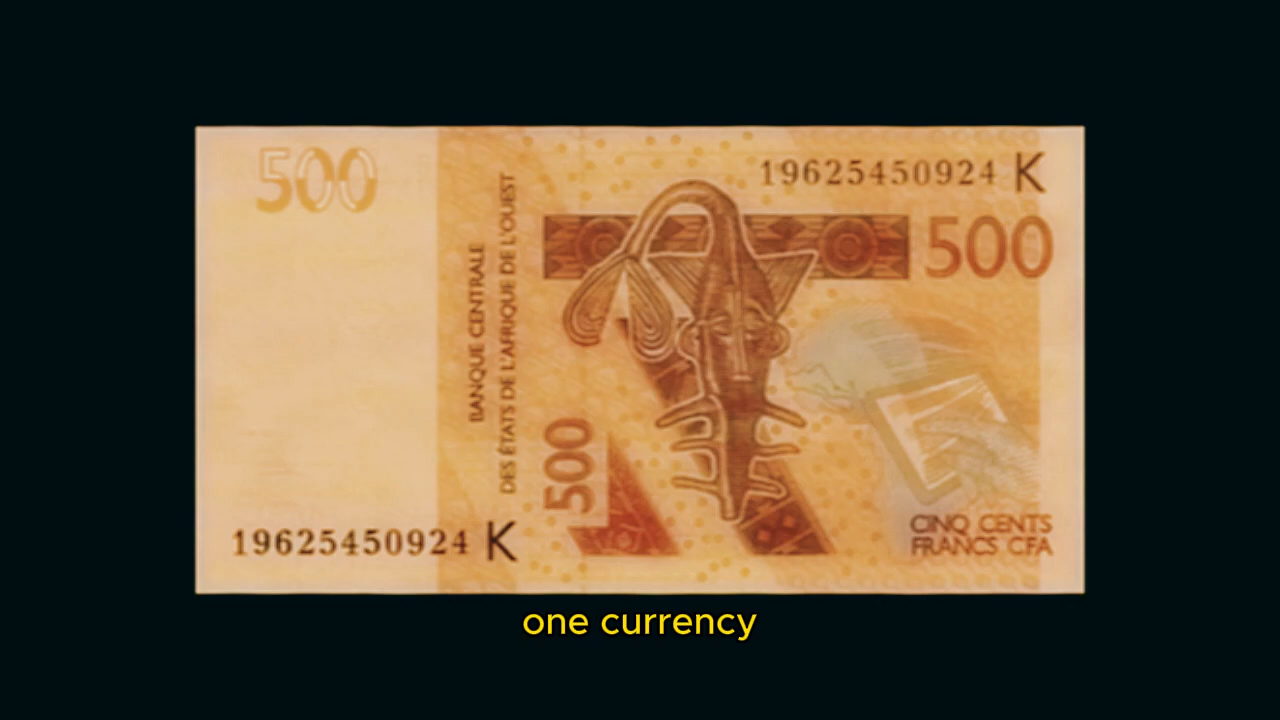 500
19625450924 K
500
BANQUE CENTRALE
DES ÉTATS DE L'AFRIQUE DE L'OUEST
500
19625450924 K
CINQ CENTS
FRANCS CFA
one currency